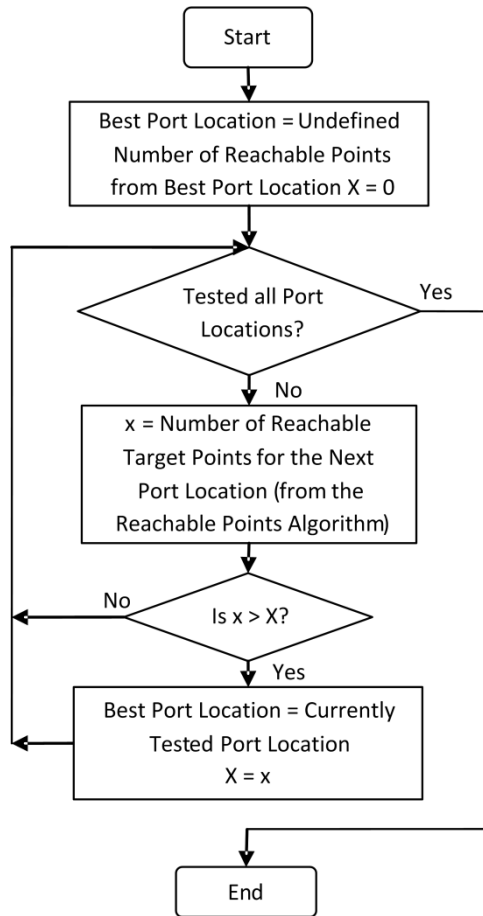 Start
Best Port Location = Undefined
Number of Reachable Points
from Best Port Location X = 0
Tested all Port
Locations?
Yes
No
x = Number of Reachable
Target Points for the Next
Port Location (from the
Reachable Points Algorithm)
No
Is x > X?
Yes
Best Port Location = Currently
Tested Port Location
X = x
End